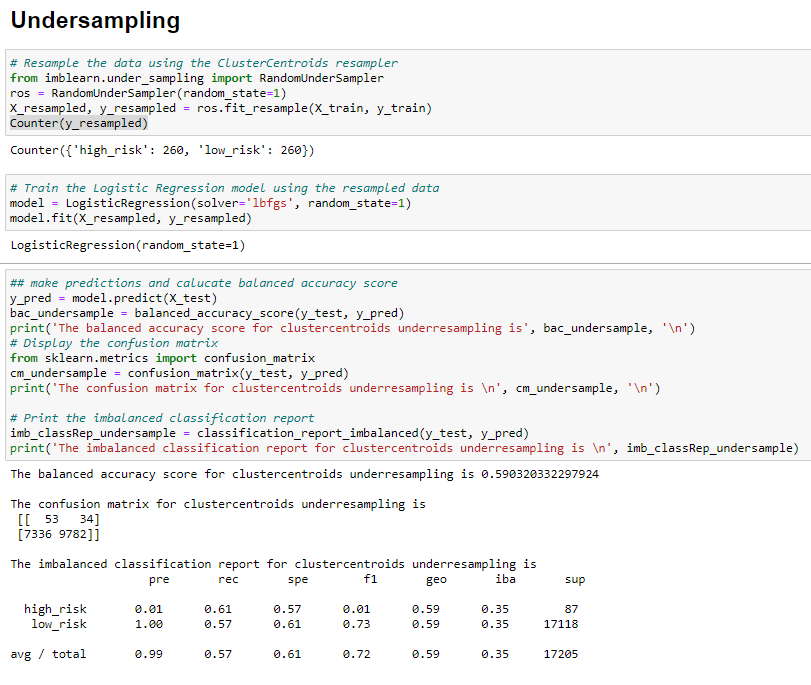 Undersampling
# Resample the data using the ClusterCentroids resampler
from imblearn.under_sampling import RandomUnderSampler
ros = RandomUnderSampler(random_state=1)
X_resampled, y_resampled = ros.fit_resample(X_train, y_train)
Counter(y_resampled)
Counter({'high_risk': 260, 'low_risk': 260})
# Train the Logistic Regression model using the resampled data
model = LogisticRegression(solver='lbfgs', random_state=1)
model.fit(X_resampled, y_resampled)
LogisticRegression(random_state=1)
## make predictions and calucate balanced accuracy score
y_pred = model.predict(X_test)
bac_undersample = balanced_accuracy_score(y_test, y_pred)
print('The balanced accuracy score for clustercentroids underresampling is', bac_undersample, '\n')
# Display the confusion matrix
from sklearn.metrics import confusion_matrix
cm_undersample = confusion_matrix(y_test, y_pred)
print('The confusion matrix for clustercentroids underresampling is \n', cm_undersample, '\n')
# Print the imbalanced classification report
imb_classRep_undersample = classification_report_imbalanced(y_test, y_pred)
print('The imbalanced classification report for clustercentroids underresampling is \n', imb_classRep_undersample)
The balanced accuracy score for clustercentroids underresampling is 0.590320332297924
The confusion matrix for clustercentroids underresampling is
[[  53   34]
[7336 9782]]
The imbalanced classification report for clustercentroids underresampling is
pre rec spe f1 geo iba sup
high_risk 0.01 0.61 0.57 0.01 0.59 0.35 87
low_risk 1.00 0.57 0.61 0.73 0.59 0.35 17118
avg / total 0.99 0.57 0.61 0.72 0.59 0.35 17205